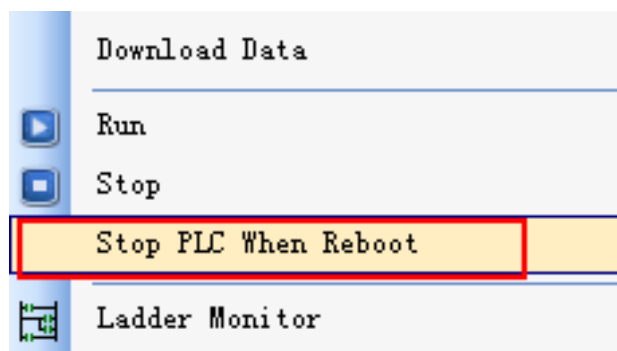 Download Data
Run
Stop
Stop PLC When Reboot
Ladder Monitor